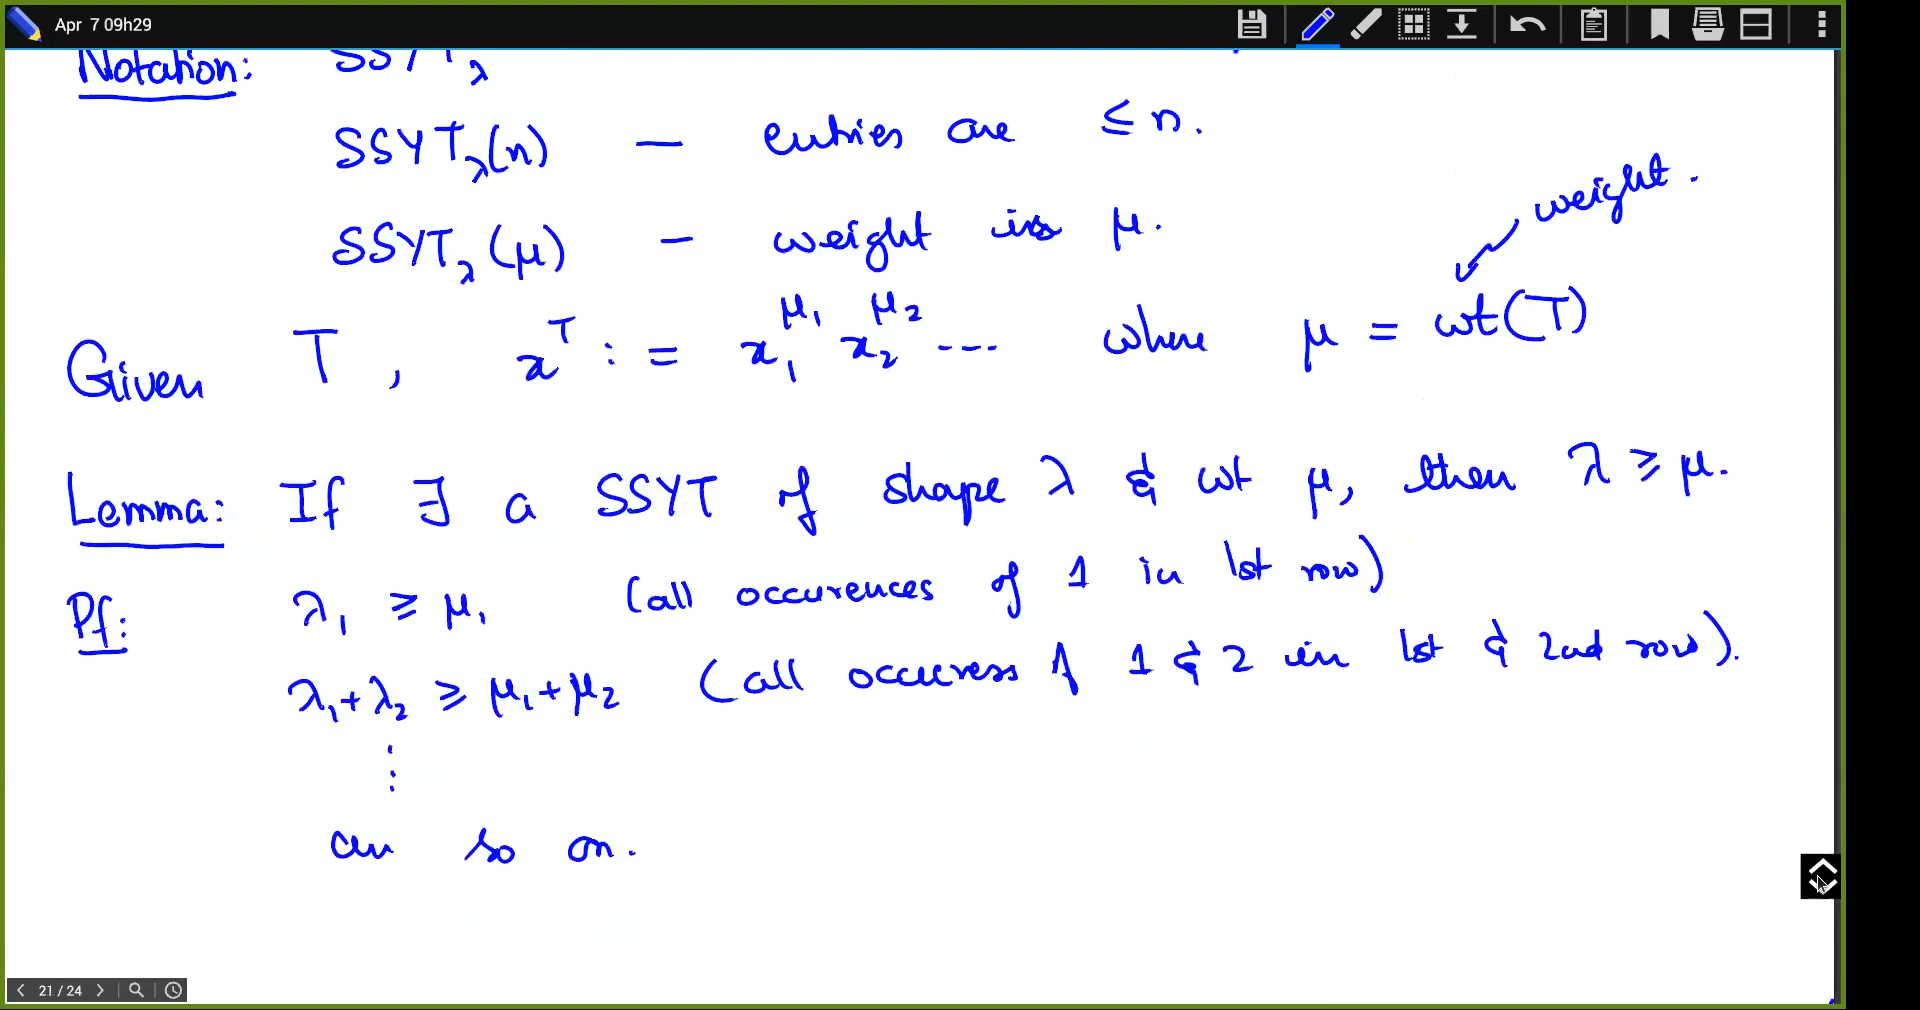 Apr 7 09h29
Notation: SSYT_λ
SSYT_λ(n) — entries are ≤ n.
SSYT_λ(μ) — weight is μ.
weight.
Given T, x^T := x_1^{μ_1} x_2^{μ_2} --- where μ = wt(T)
Lemma: If ∃ a SSYT of shape λ & wt μ, then λ ≥ μ.
Pf: λ_1 ≥ μ_1 (all occurences of 1 in 1st row)
λ_1+λ_2 ≥ μ_1+μ_2 (all occuress of 1 & 2 in 1st & 2nd row).
⋮
an so on.
21 / 24